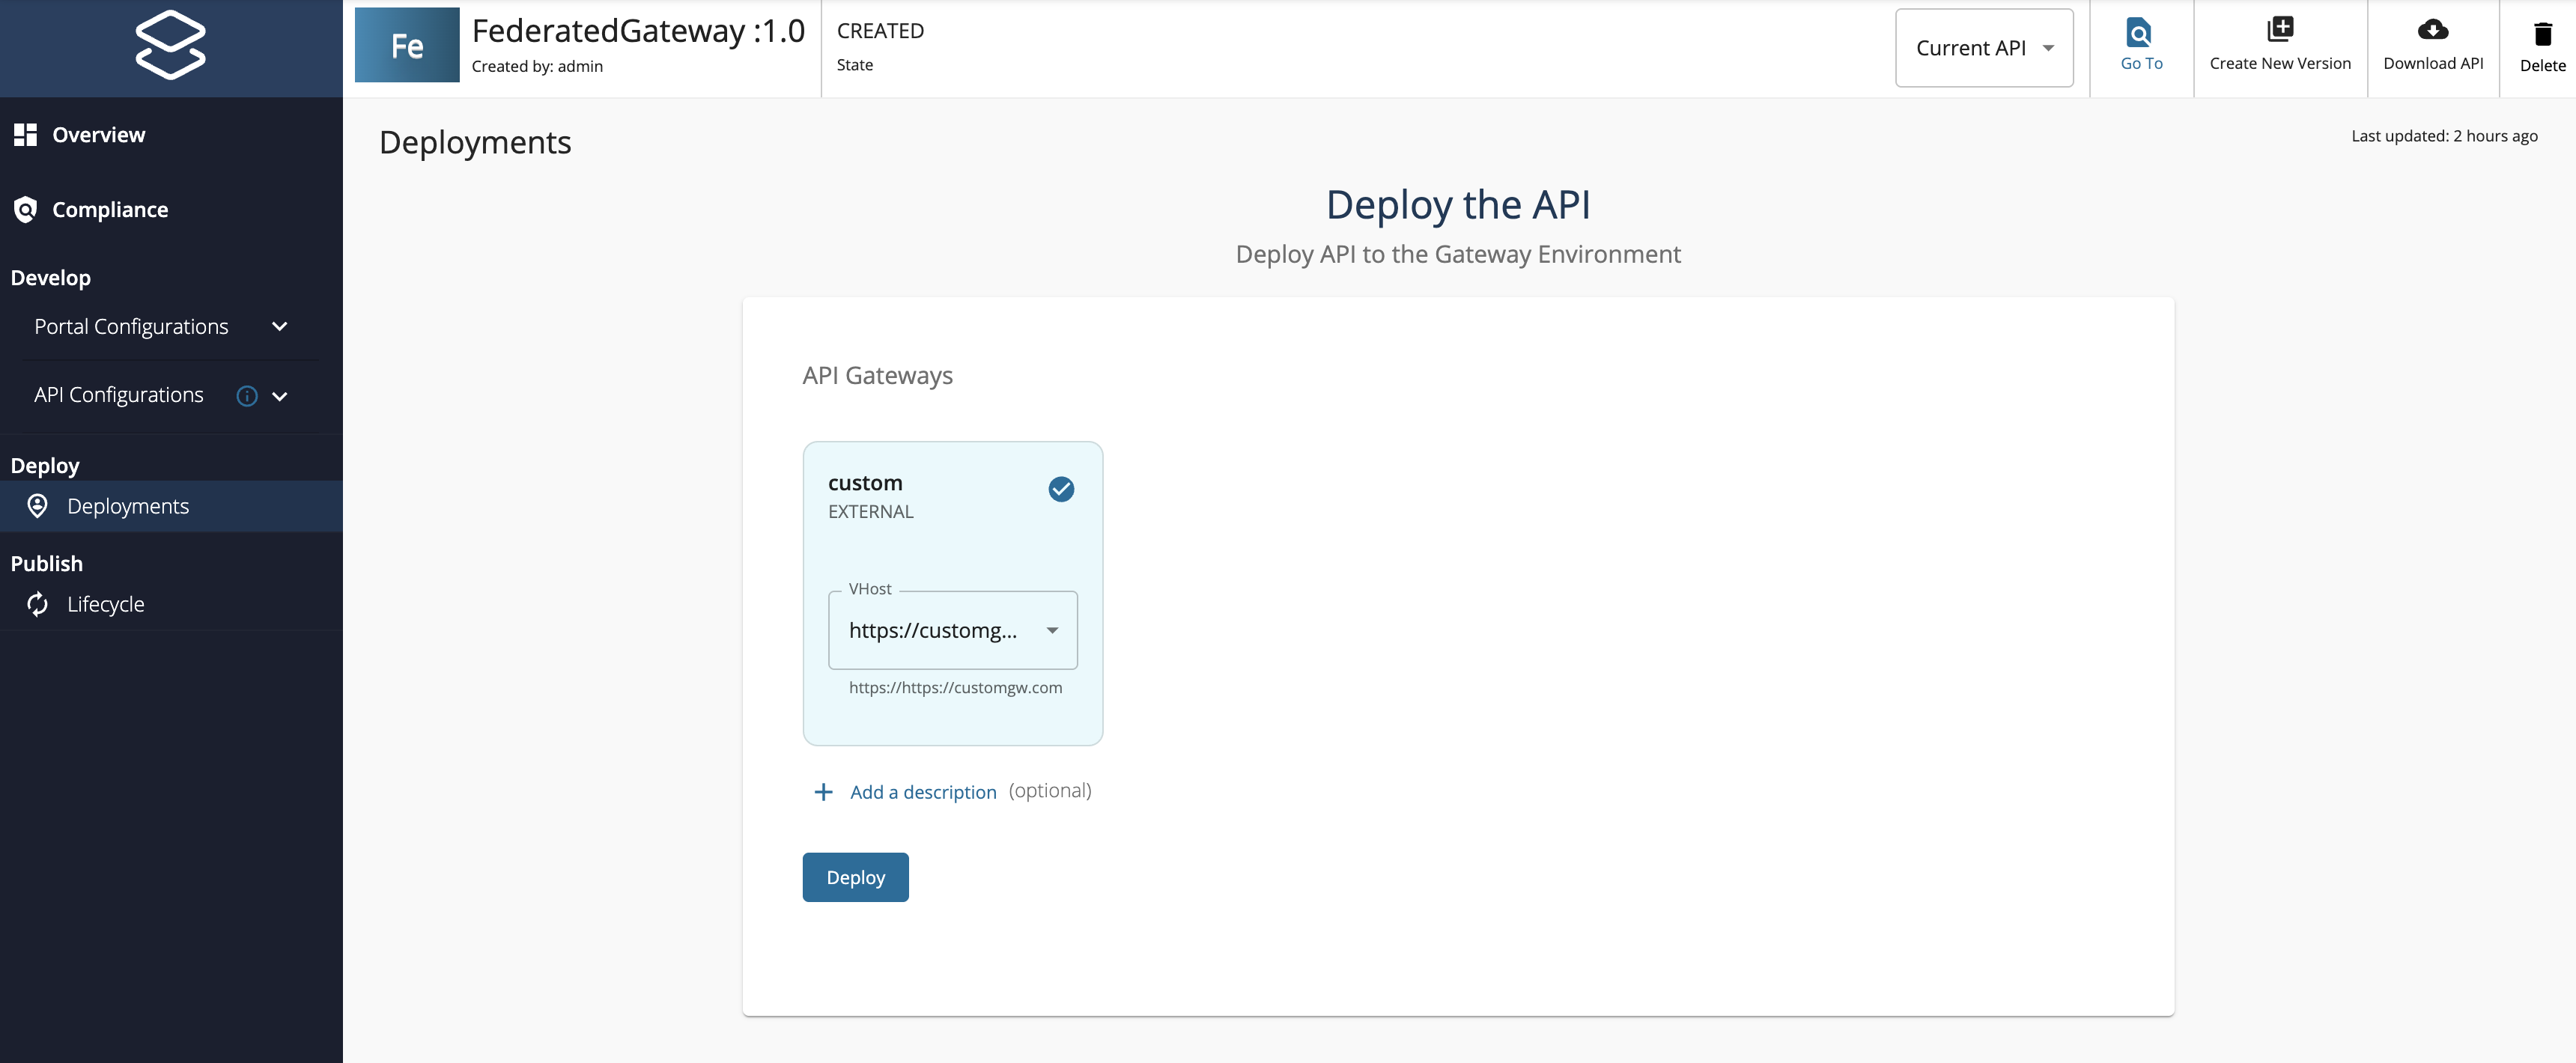 Fe
FederatedGateway :1.0
Created by: admin
CREATED
State
Current API
Go To
Create New Version
Download API
Delete
Overview
Compliance
Develop
Portal Configurations
API Configurations
Deploy
Deployments
Publish
Lifecycle
Deployments
Last updated: 2 hours ago
Deploy the API
Deploy API to the Gateway Environment
API Gateways
custom
EXTERNAL
VHost
https://customg...
https://https://customgw.com
Add a description (optional)
Deploy